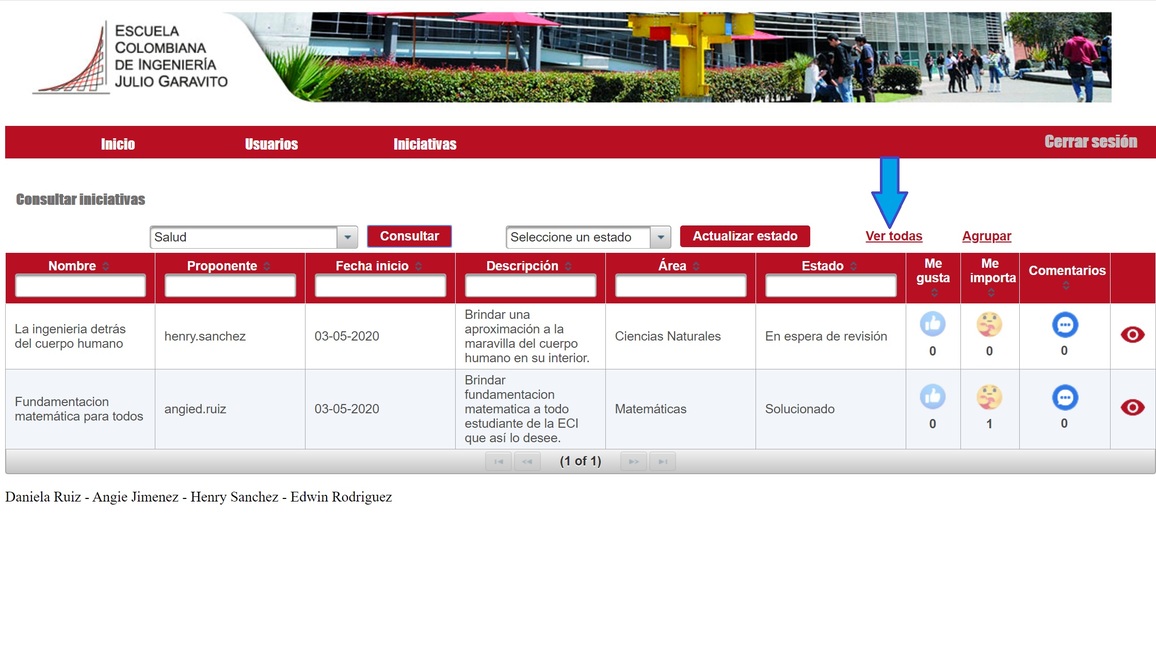 ESCUELA
COLOMBIANA
DE INGENIERÍA
JULIO GARAVITO
Inicio Usuarios Iniciativas Cerrar sesión
Consultar iniciativas
Salud Consultar Seleccione un estado Actualizar estado Ver todas Agrupar
Nombre Proponente Fecha inicio Descripción Área Estado Me gusta Me importa Comentarios
La ingenieria detrás
del cuerpo humano
henry.sanchez
03-05-2020
Brindar una
aproximación a la
maravilla del cuerpo
humano en su interior.
Ciencias Naturales
En espera de revisión
0 0 0
Fundamentacion
matemática para todos
angied.ruiz
03-05-2020
Brindar
fundamentacion
matematica a todo
estudiante de la ECI
que así lo desee.
Matemáticas
Solucionado
0 1 0
(1 of 1)
Daniela Ruiz - Angie Jimenez - Henry Sanchez - Edwin Rodriguez